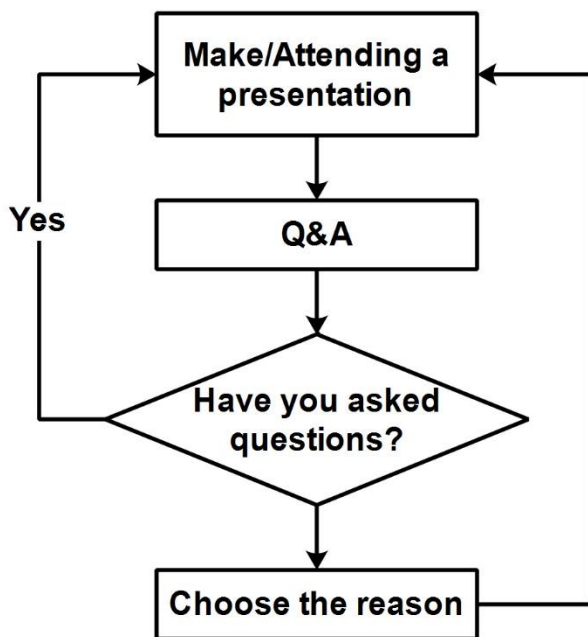 Make/Attending a
presentation
Yes
Q&A
Have you asked
questions?
Choose the reason